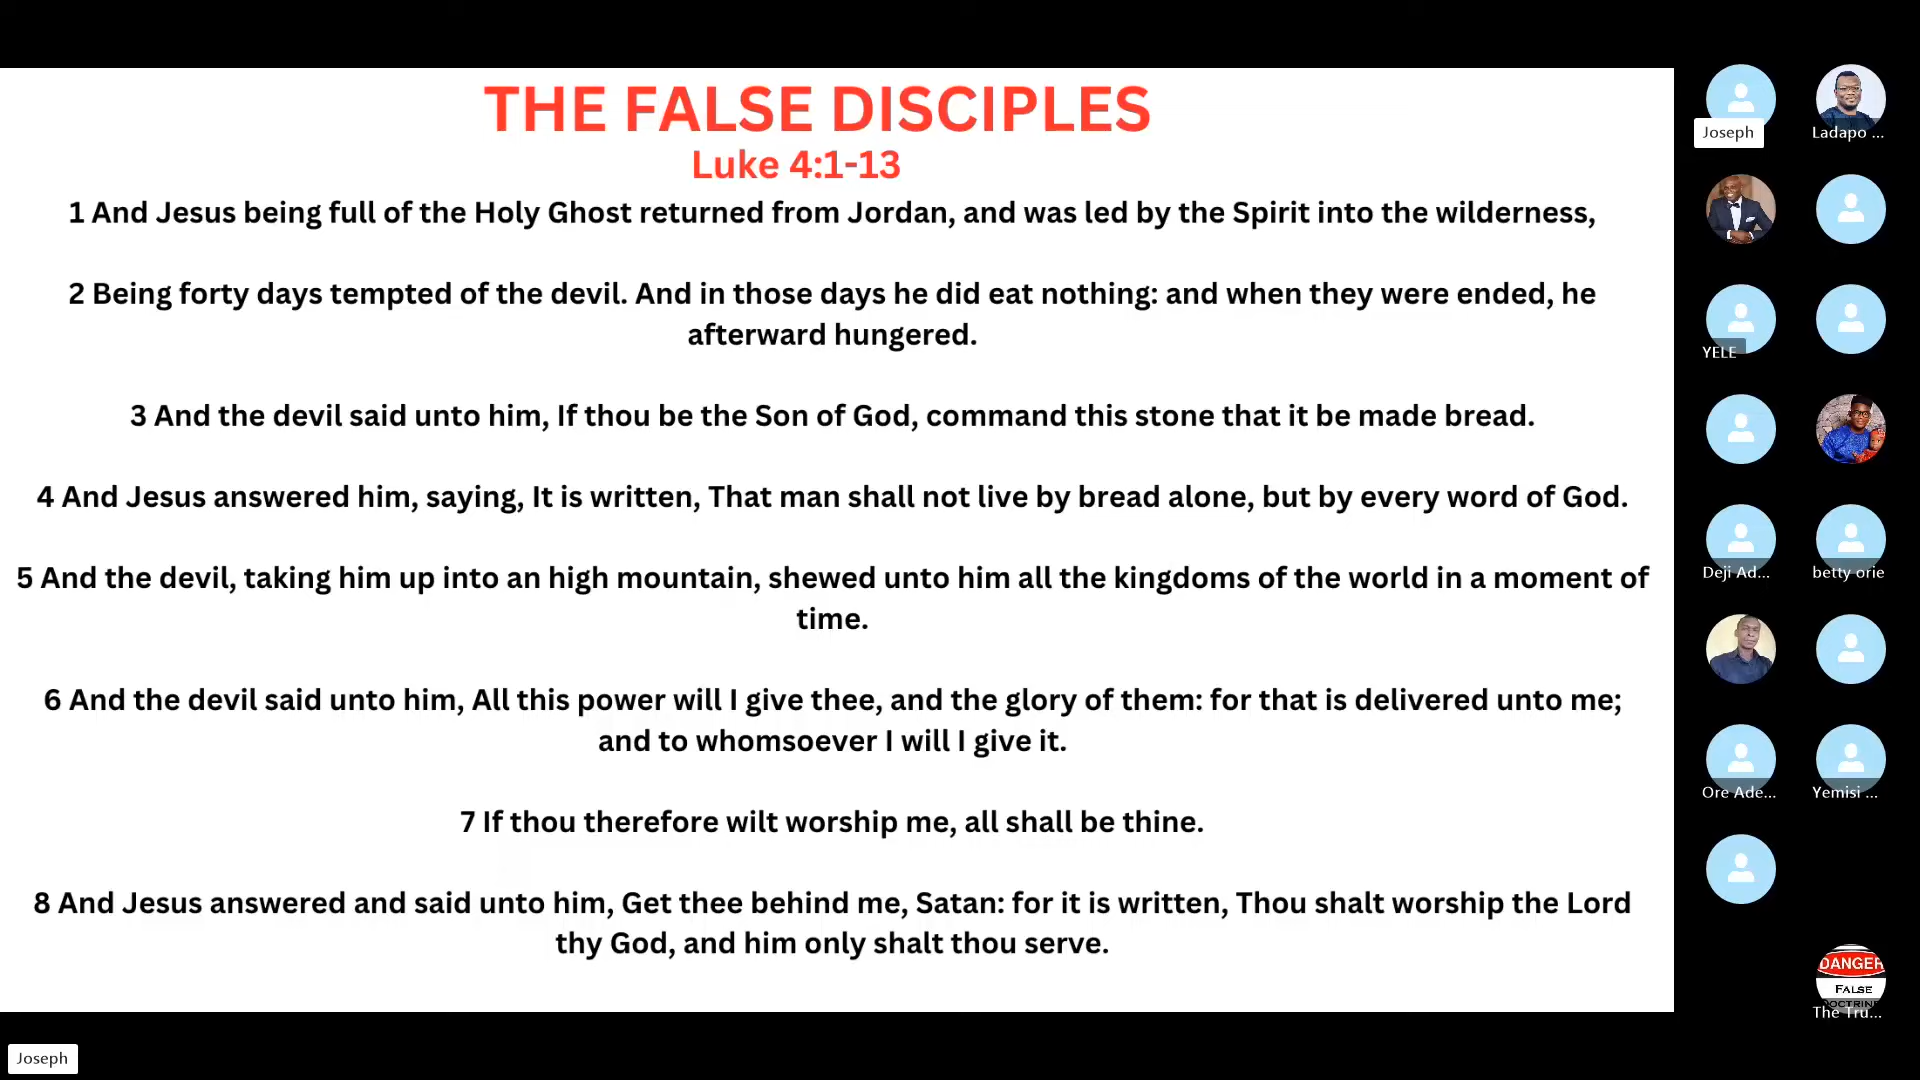 THE FALSE DISCIPLES
Luke 4:1-13
1 And Jesus being full of the Holy Ghost returned from Jordan, and was led by the Spirit into the wilderness,
2 Being forty days tempted of the devil. And in those days he did eat nothing: and when they were ended, he
afterward hungered.
3 And the devil said unto him, If thou be the Son of God, command this stone that it be made bread.
4 And Jesus answered him, saying, It is written, That man shall not live by bread alone, but by every word of God.
5 And the devil, taking him up into an high mountain, shewed unto him all the kingdoms of the world in a moment of
time.
6 And the devil said unto him, All this power will I give thee, and the glory of them: for that is delivered unto me;
and to whomsoever I will I give it.
7 If thou therefore wilt worship me, all shall be thine.
8 And Jesus answered and said unto him, Get thee behind me, Satan: for it is written, Thou shalt worship the Lord
thy God, and him only shalt thou serve.
Joseph
Ladapo ...
YELE
Deji Ad...
betty orie
Ore Ade...
Yemisi ...
DANGER
FALSE
DOCTRINE
The Tru...
Joseph